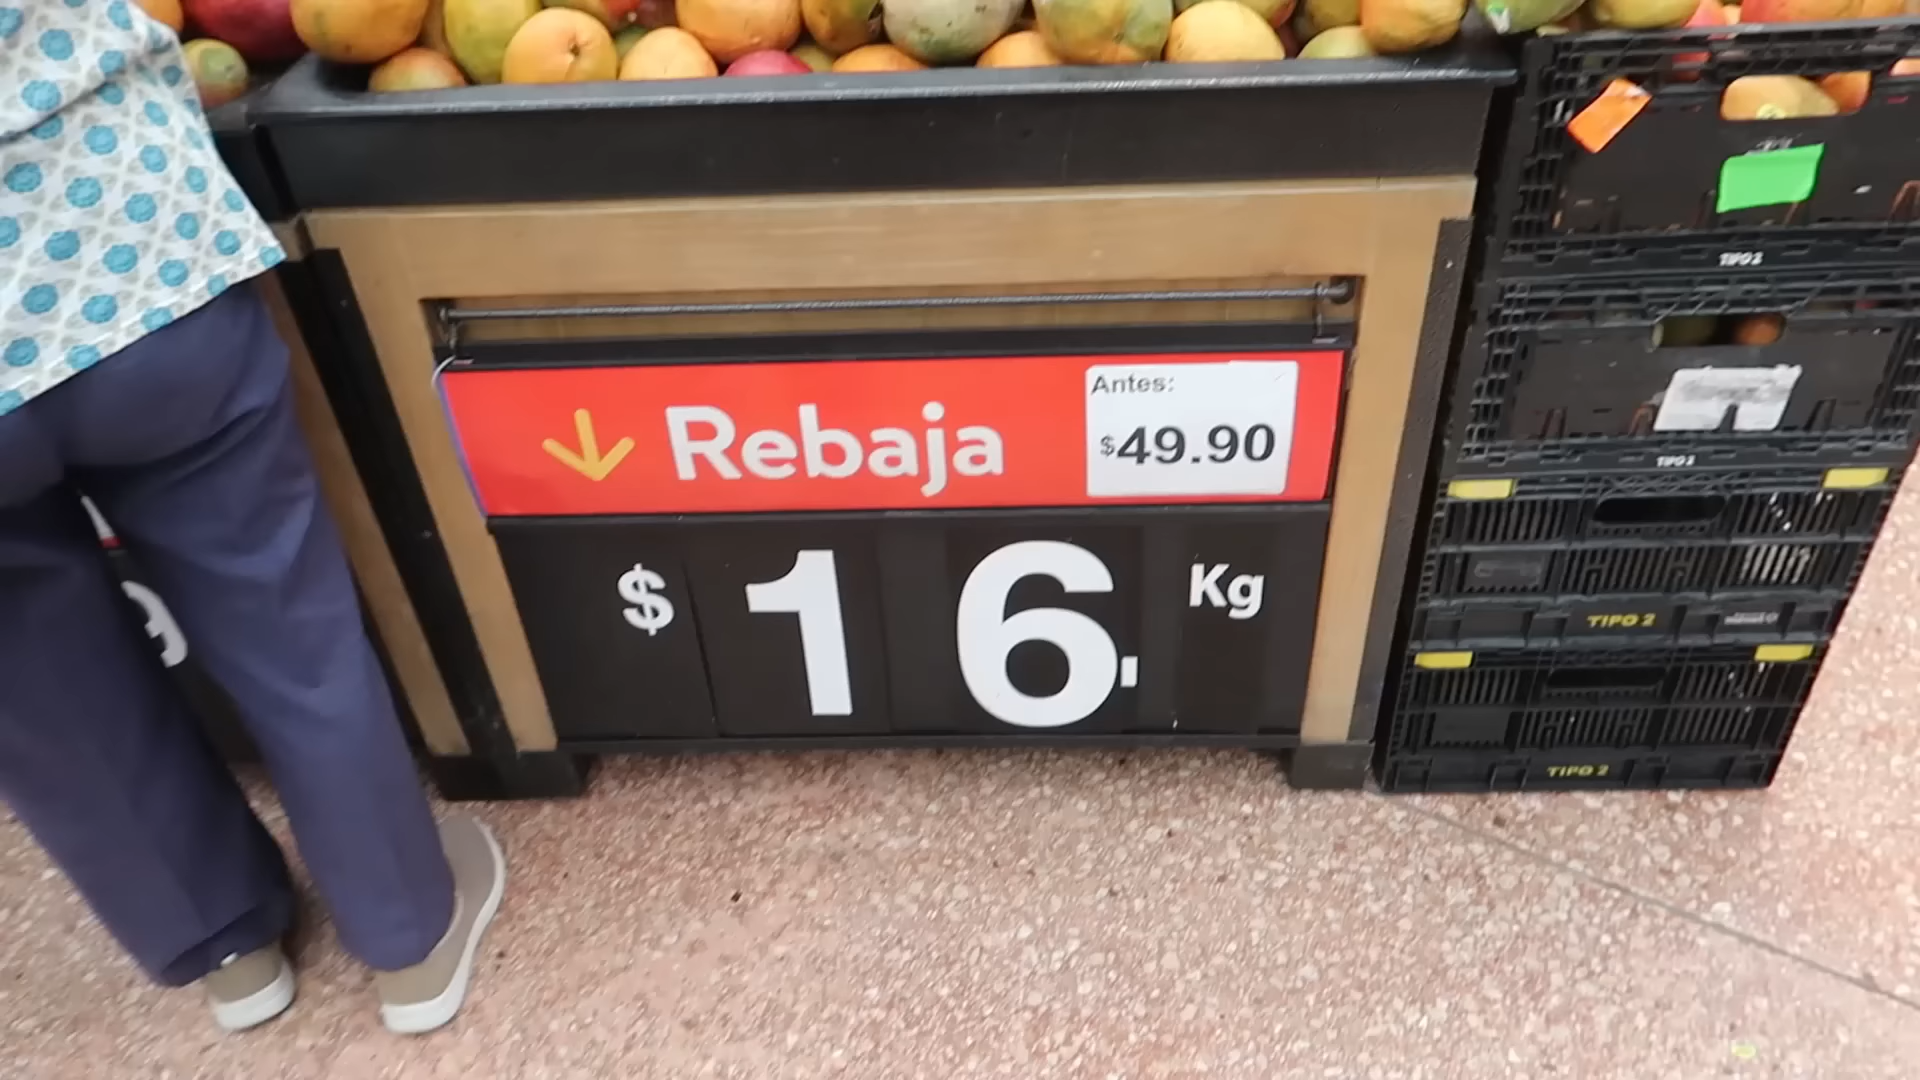 Rebaja
Antes:
$49.90
$16. Kg
TIPO 2
TIPO 2
TIPO 2
TIPO 2